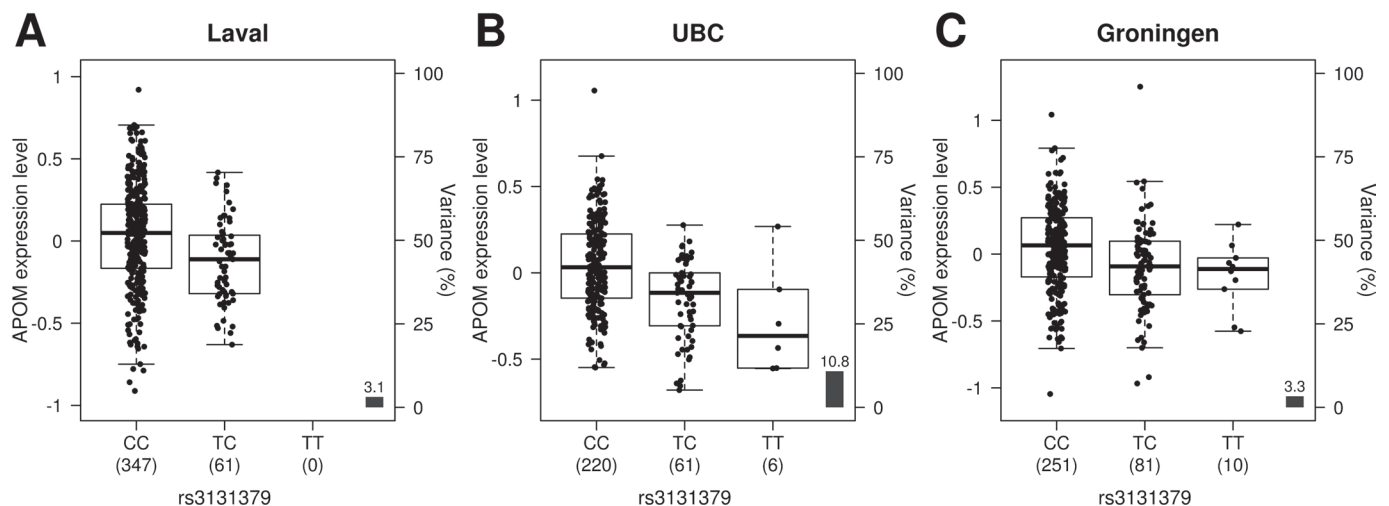 A Laval
APOM expression level
1
0.5
0
-0.5
-1
100
75
50
25
0
Variance (%)
3.1
CC TC TT
(347) (61) (0)
rs3131379
B UBC
APOM expression level
1
0.5
0
-0.5
100
75
50
25
0
Variance (%)
10.8
CC TC TT
(220) (61) (6)
rs3131379
C Groningen
APOM expression level
1
0.5
0
-0.5
-1
100
75
50
25
0
Variance (%)
3.3
CC TC TT
(251) (81) (10)
rs3131379